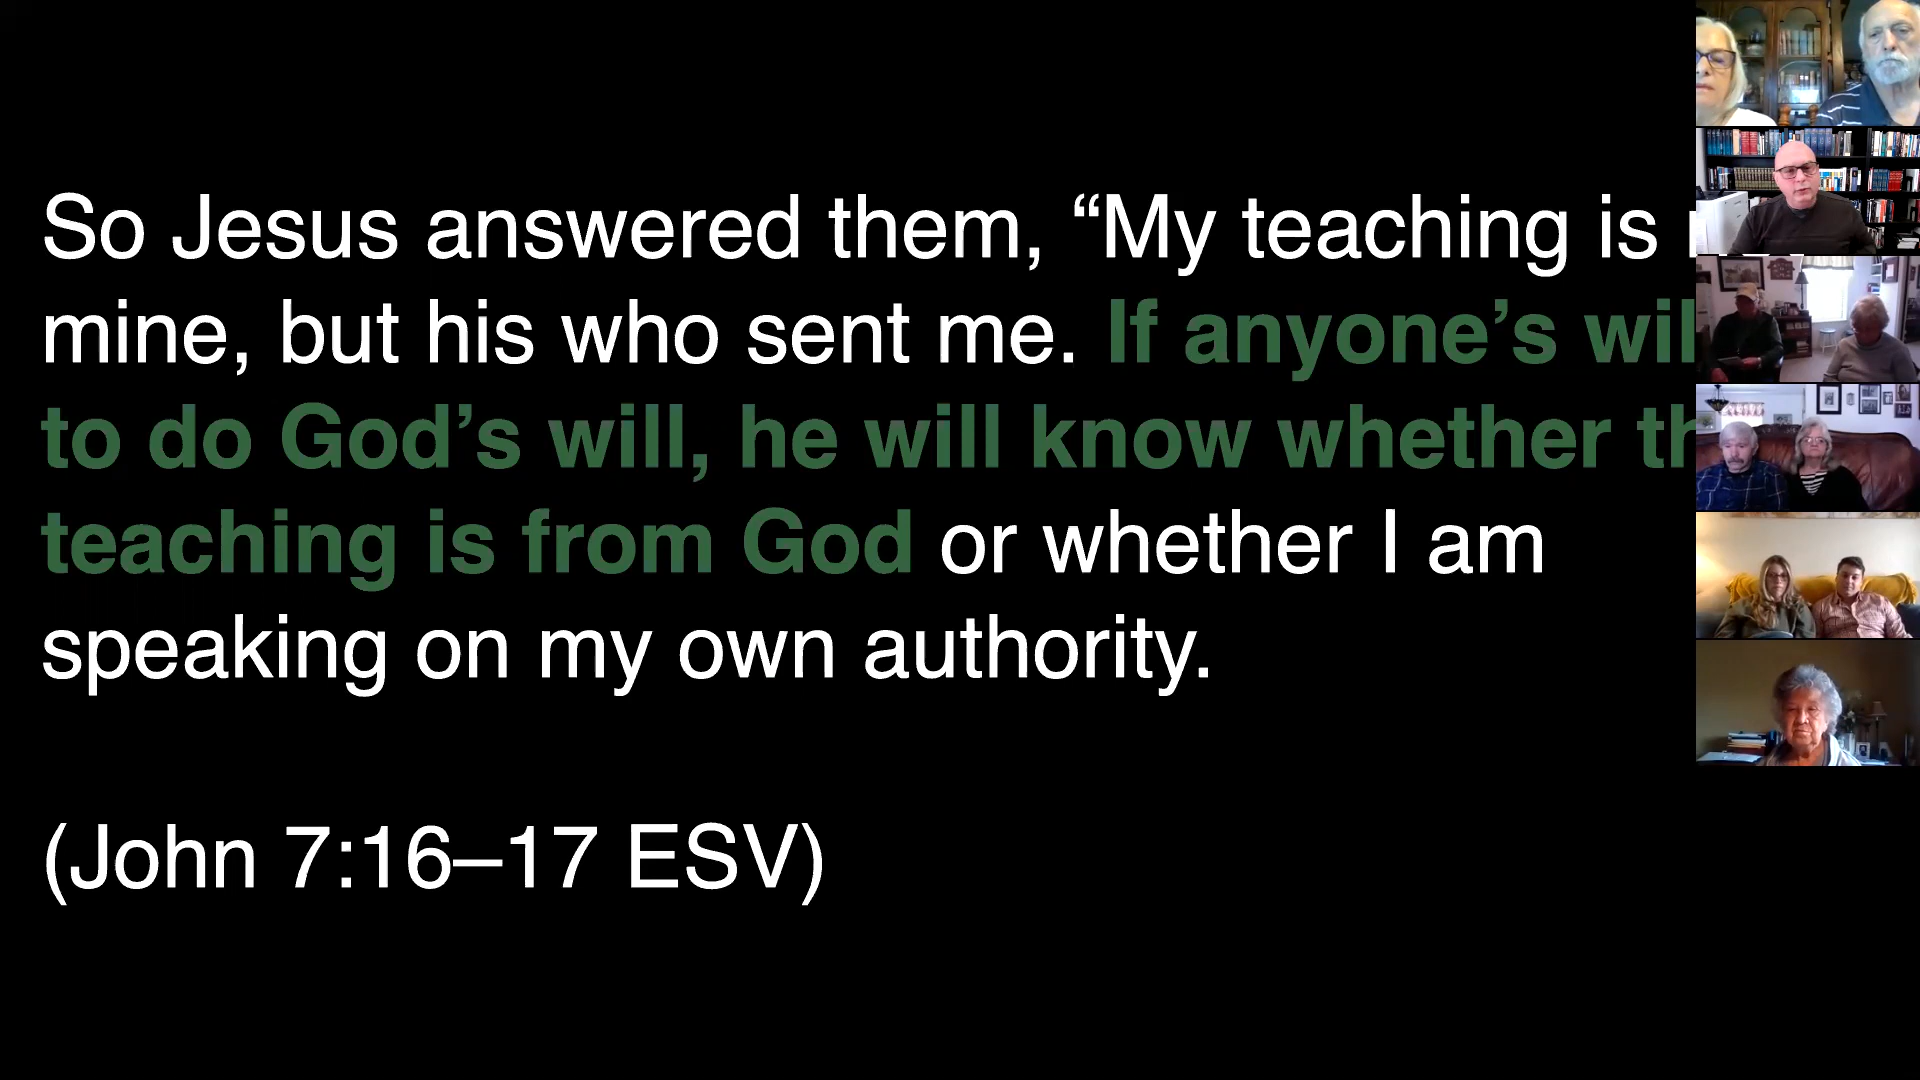 So Jesus answered them, “My teaching is
mine, but his who sent me. If anyone’s
to do God’s will, he will know whether
teaching is from God or whether I am
speaking on my own authority.
(John 7:16–17 ESV)